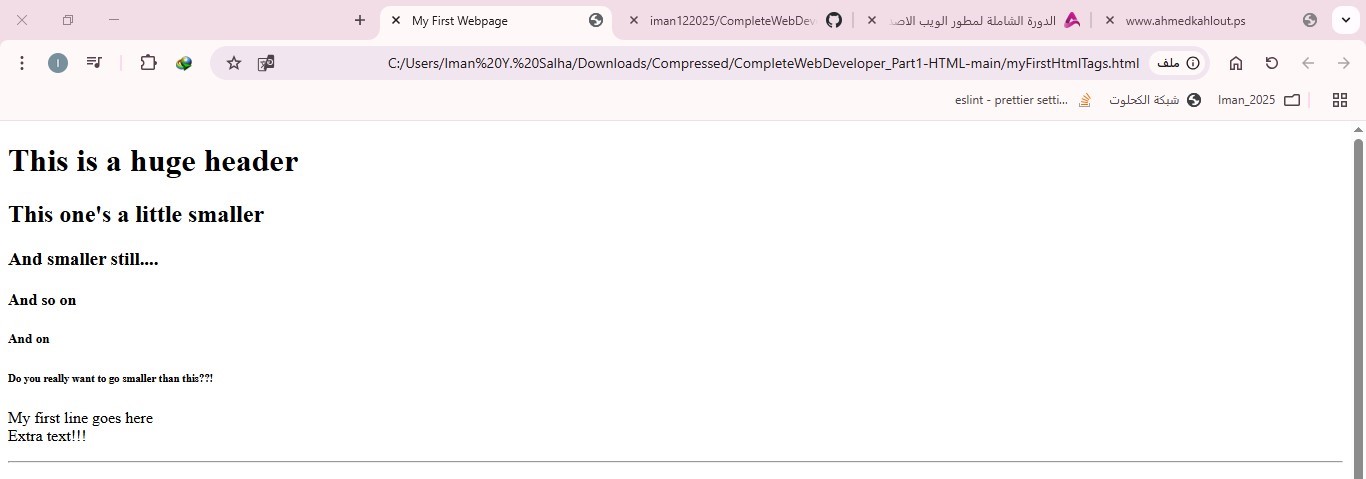 My First Webpage
iman122025/CompleteWebDev
الدورة الشاملة لمطور الويب الاصد
www.ahmedkahlout.ps
I
C:/Users/Iman%20Y.%20Salha/Downloads/Compressed/CompleteWebDeveloper_Part1-HTML-main/myFirstHtmlTags.html
ملف
eslint - prettier setti...
شبكة الكحلوت
Iman_2025
This is a huge header
This one's a little smaller
And smaller still....
And so on
And on
Do you really want to go smaller than this??!
My first line goes here
Extra text!!!